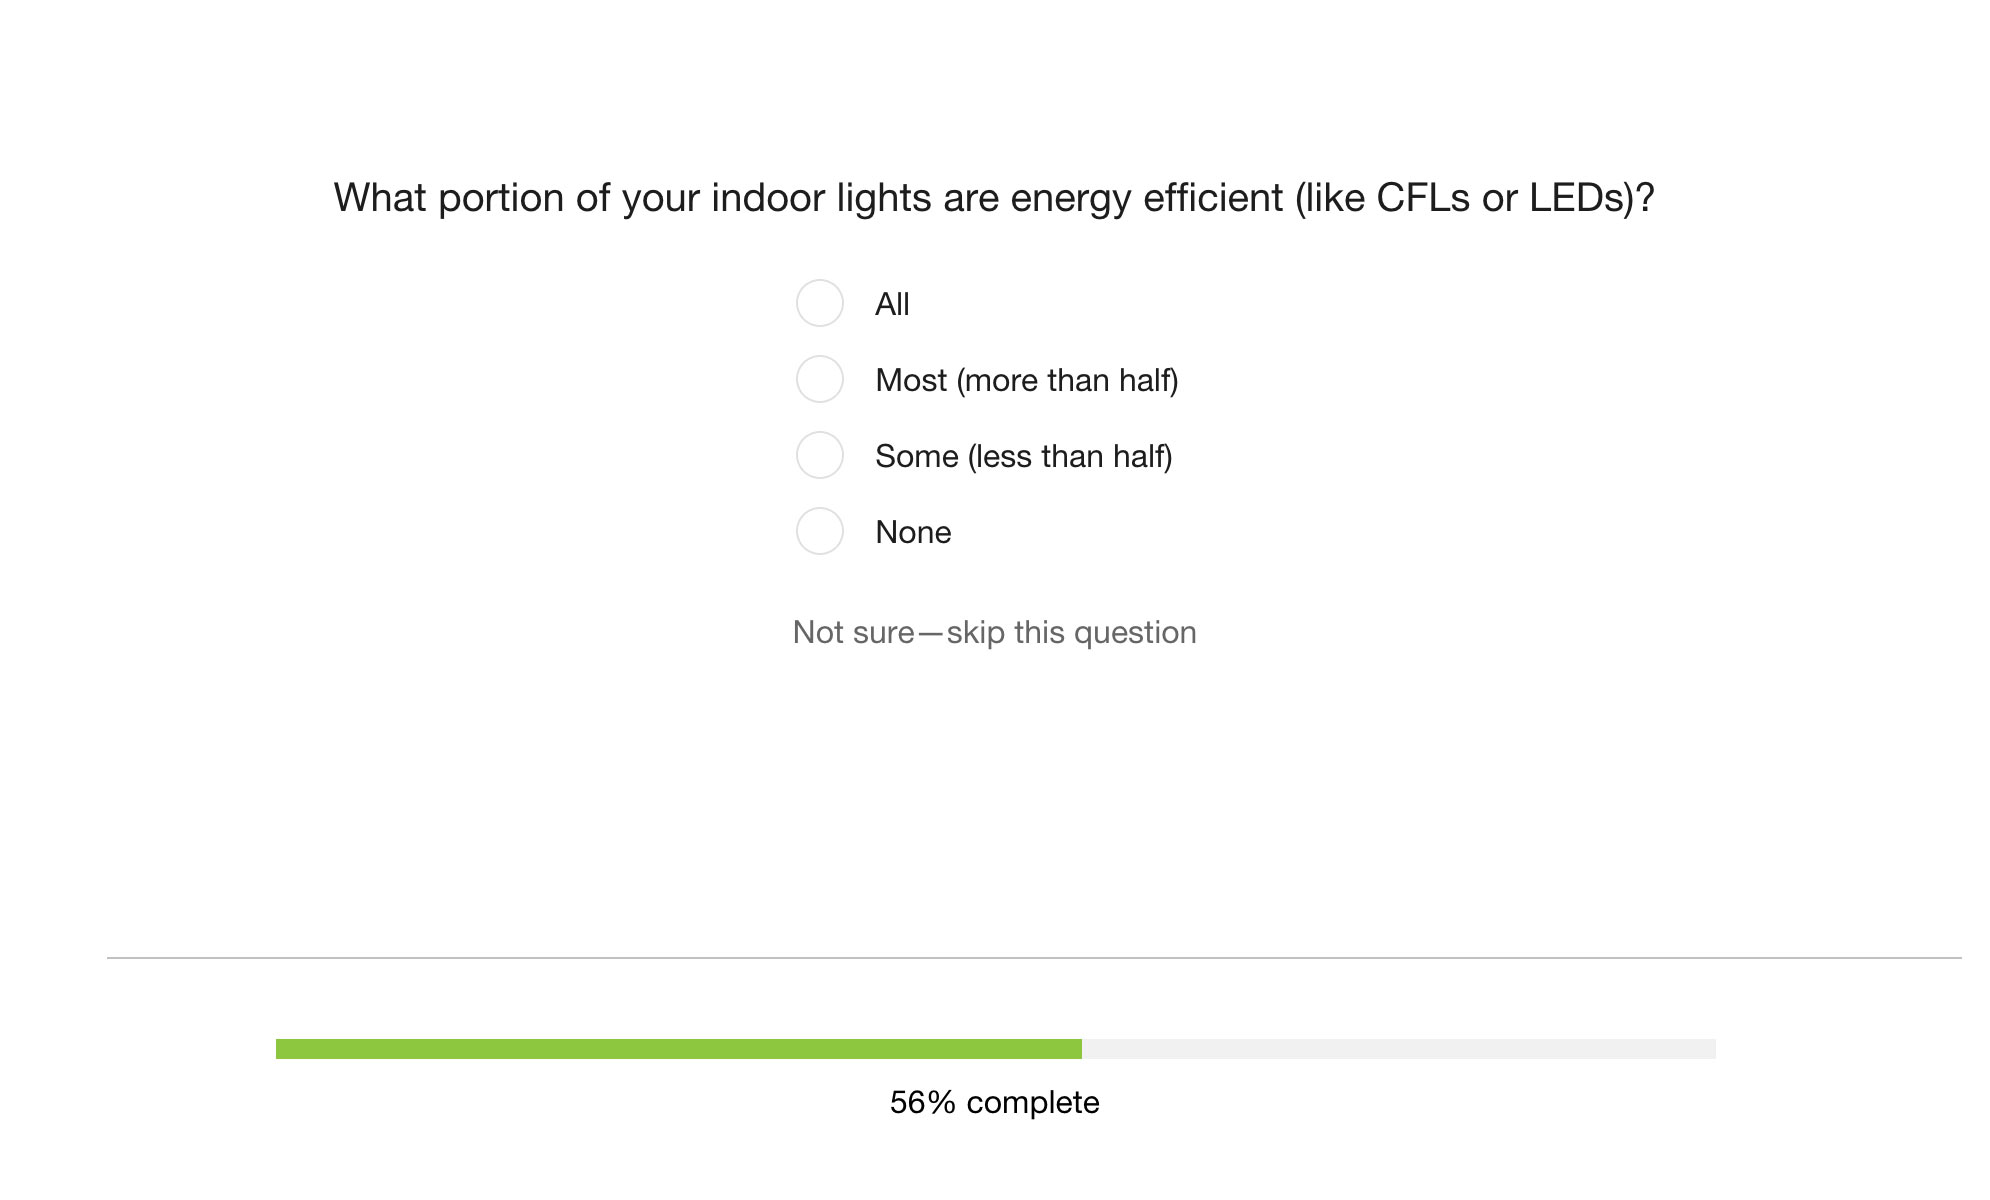 What portion of your indoor lights are energy efficient (like CFLs or LEDs)?
All
Most (more than half)
Some (less than half)
None
Not sure—skip this question
56% complete